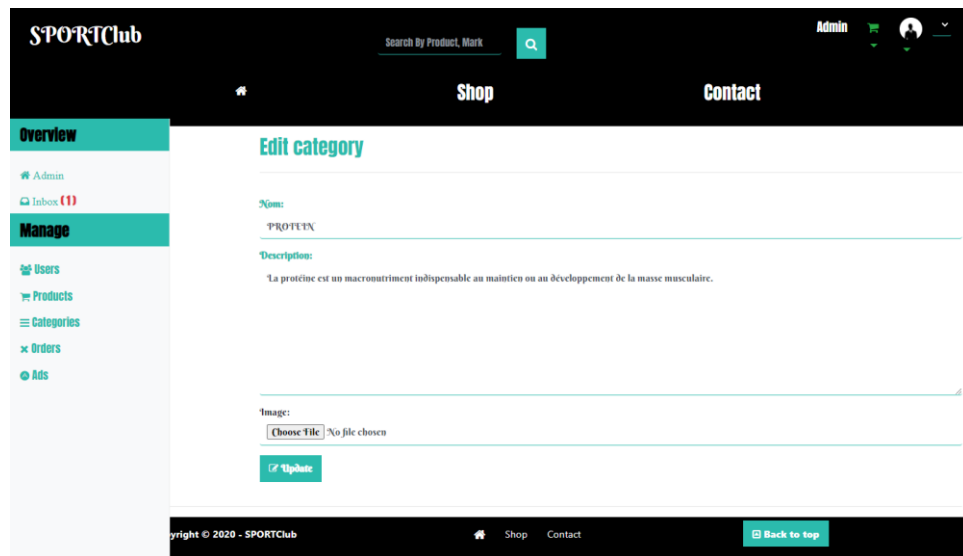 SPORTClub
Search By Product, Mark
Admin
Shop
Contact
Overview
Admin
Inbox (1)
Manage
Users
Products
Categories
Orders
Ads
Edit category
Nom:
PROTEIN
Description:
La protéine est un macronutriment indispensable au maintien ou au développement de la masse musculaire.
Image:
Choose File No file chosen
Update
yright © 2020 - SPORTClub
Shop
Contact
Back to top